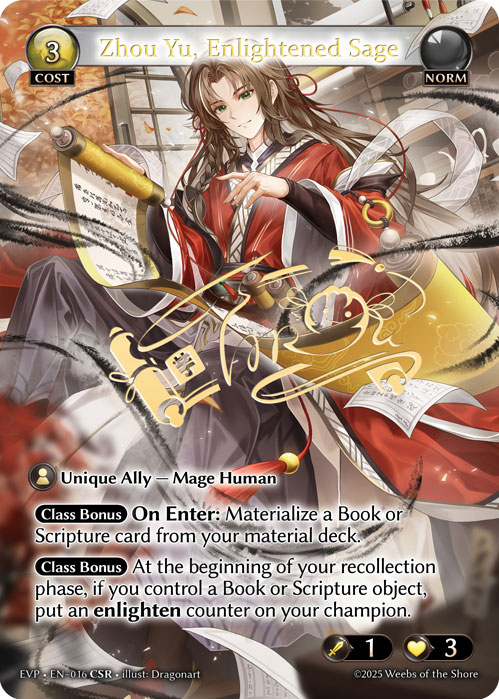 3
COST
Zhou Yu, Enlightened Sage
NORM
Unique Ally — Mage Human
Class Bonus On Enter: Materialize a Book or
Scripture card from your material deck.
Class Bonus At the beginning of your recollection
phase, if you control a Book or Scripture object,
put an enlighten counter on your champion.
1
3
EVP • EN-016 CSR • illust: Dragonart
©2025 Weebs of the Shore